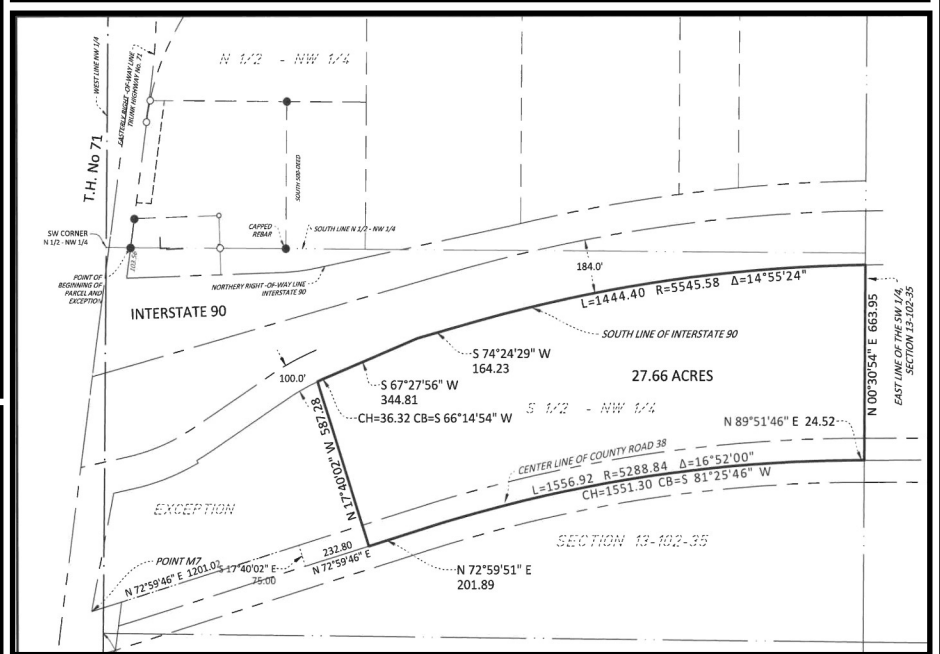 N 1/2 - NW 1/4
WEST LINE NW 1/4
EASTERLY RIGHT-OF-WAY LINE
TRUNK HIGHWAY No. 71
T.H. No 71
SOUTH 500-DEED
SW CORNER
N 1/2 - NW 1/4
CAPPED
REBAR
SOUTH LINE N 1/2 - NW 1/4
POINT OF
BEGINNING OF
PARCEL AND
EXCEPTION
NORTHERY RIGHT-OF-WAY LINE
INTERSTATE 90
INTERSTATE 90
184.0'
L=1444.40 R=5545.58 Δ=14°55'24"
SOUTH LINE OF INTERSTATE 90
N 00°30'54" E 663.95
EAST LINE OF THE SW 1/4,
SECTION 13-102-35
100.0'
S 74°24'29" W
164.23
S 67°27'56" W
344.81
27.66 ACRES
CH=36.32 CB=S 66°14'54" W
S 1/2 - NW 1/4
N 89°51'46" E 24.52
N 17°40'02" W 587.28
CENTER LINE OF COUNTY ROAD 38
L=1556.92 R=5288.84 Δ=16°52'00"
CH=1551.30 CB=S 81°25'46" W
EXCEPTION
SECTION 13-102-35
POINT M7
N 72°59'46" E 1201.02
S 17°40'02" E
75.00
232.80
N 72°59'46" E
N 72°59'51" E
201.89